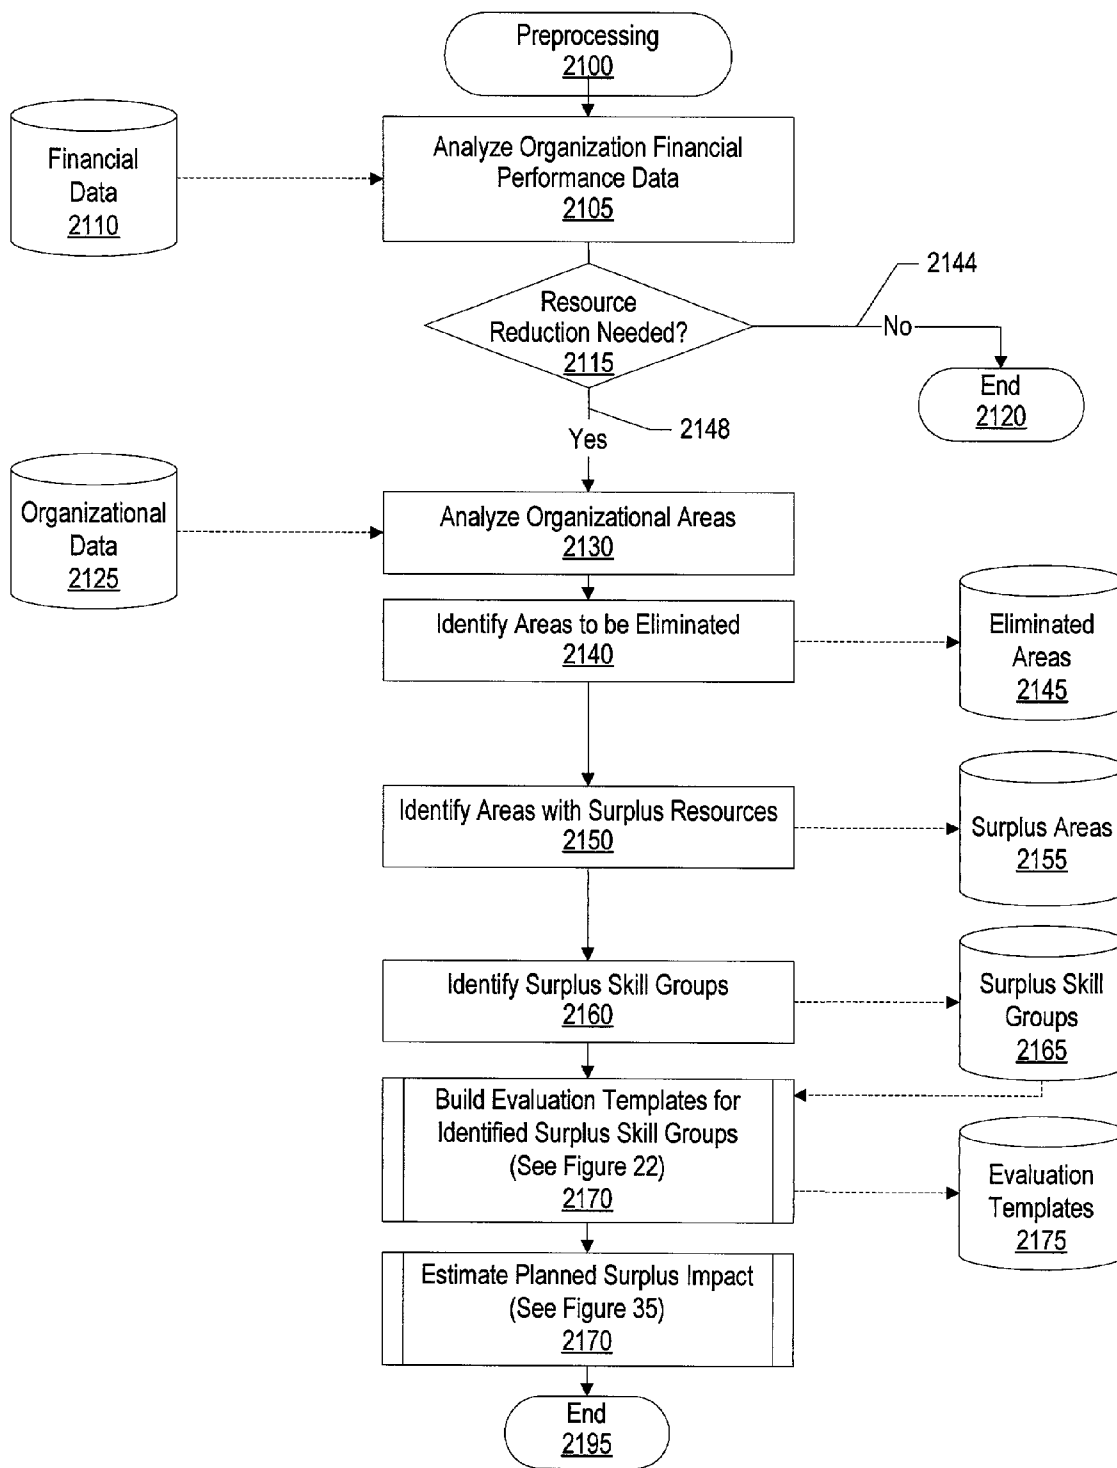 Preprocessing
2100
Financial
Data
2110
Analyze Organization Financial
Performance Data
2105
2144
Resource
Reduction Needed?
2115
No
End
2120
2148
Yes
Organizational
Data
2125
Analyze Organizational Areas
2130
Identify Areas to be Eliminated
2140
Eliminated
Areas
2145
Identify Areas with Surplus Resources
2150
Surplus Areas
2155
Identify Surplus Skill Groups
2160
Surplus Skill
Groups
2165
Build Evaluation Templates for
Identified Surplus Skill Groups
(See Figure 22)
2170
Evaluation
Templates
2175
Estimate Planned Surplus Impact
(See Figure 35)
2170
End
2195